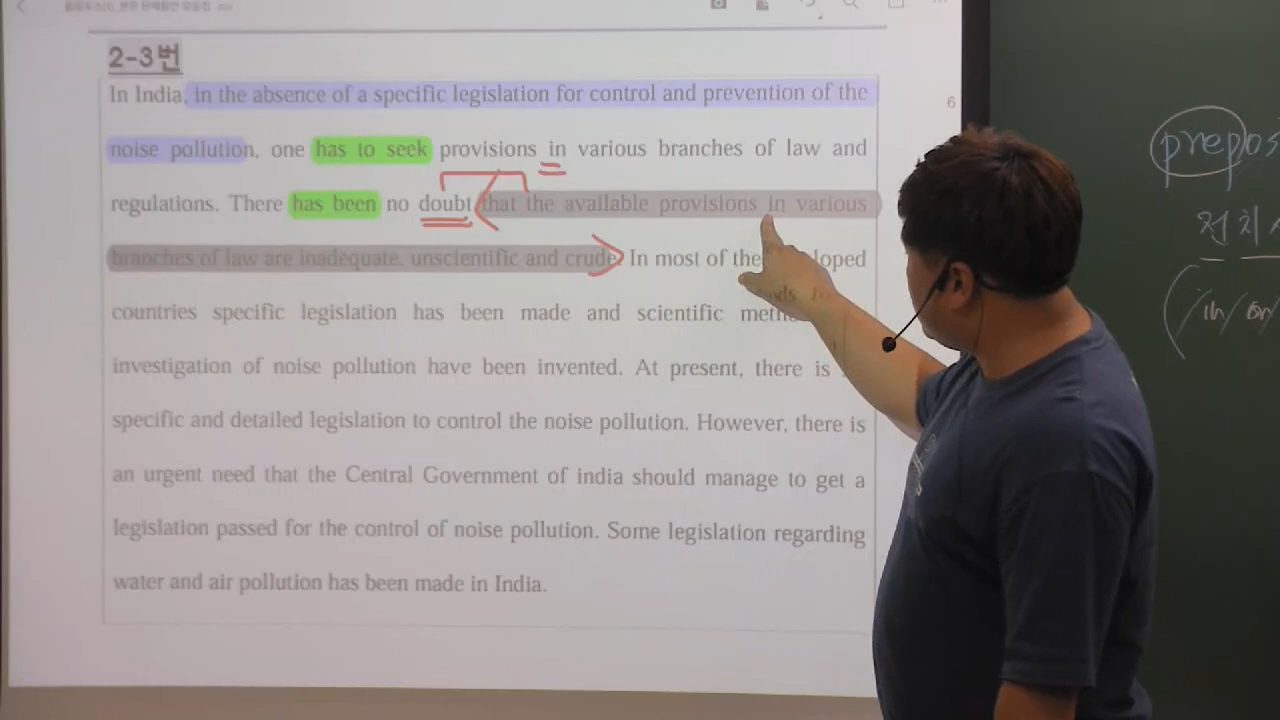 2-3번
In India, in the absence of a specific legislation for control and prevention of the
noise pollution, one has to seek provisions in various branches of law and
regulations. There has been no doubt that the available provisions in various
branches of law are inadequate, unscientific and crude. In most of the
countries specific legislation has been made and scientific
investigation of noise pollution have been invented. At present, there is
specific and detailed legislation to control the noise pollution. However, there is
an urgent need that the Central Government of india should manage to get a
legislation passed for the control of noise pollution. Some legislation regarding
water and air pollution has been made in India.
6
prepos
전치
in/on/